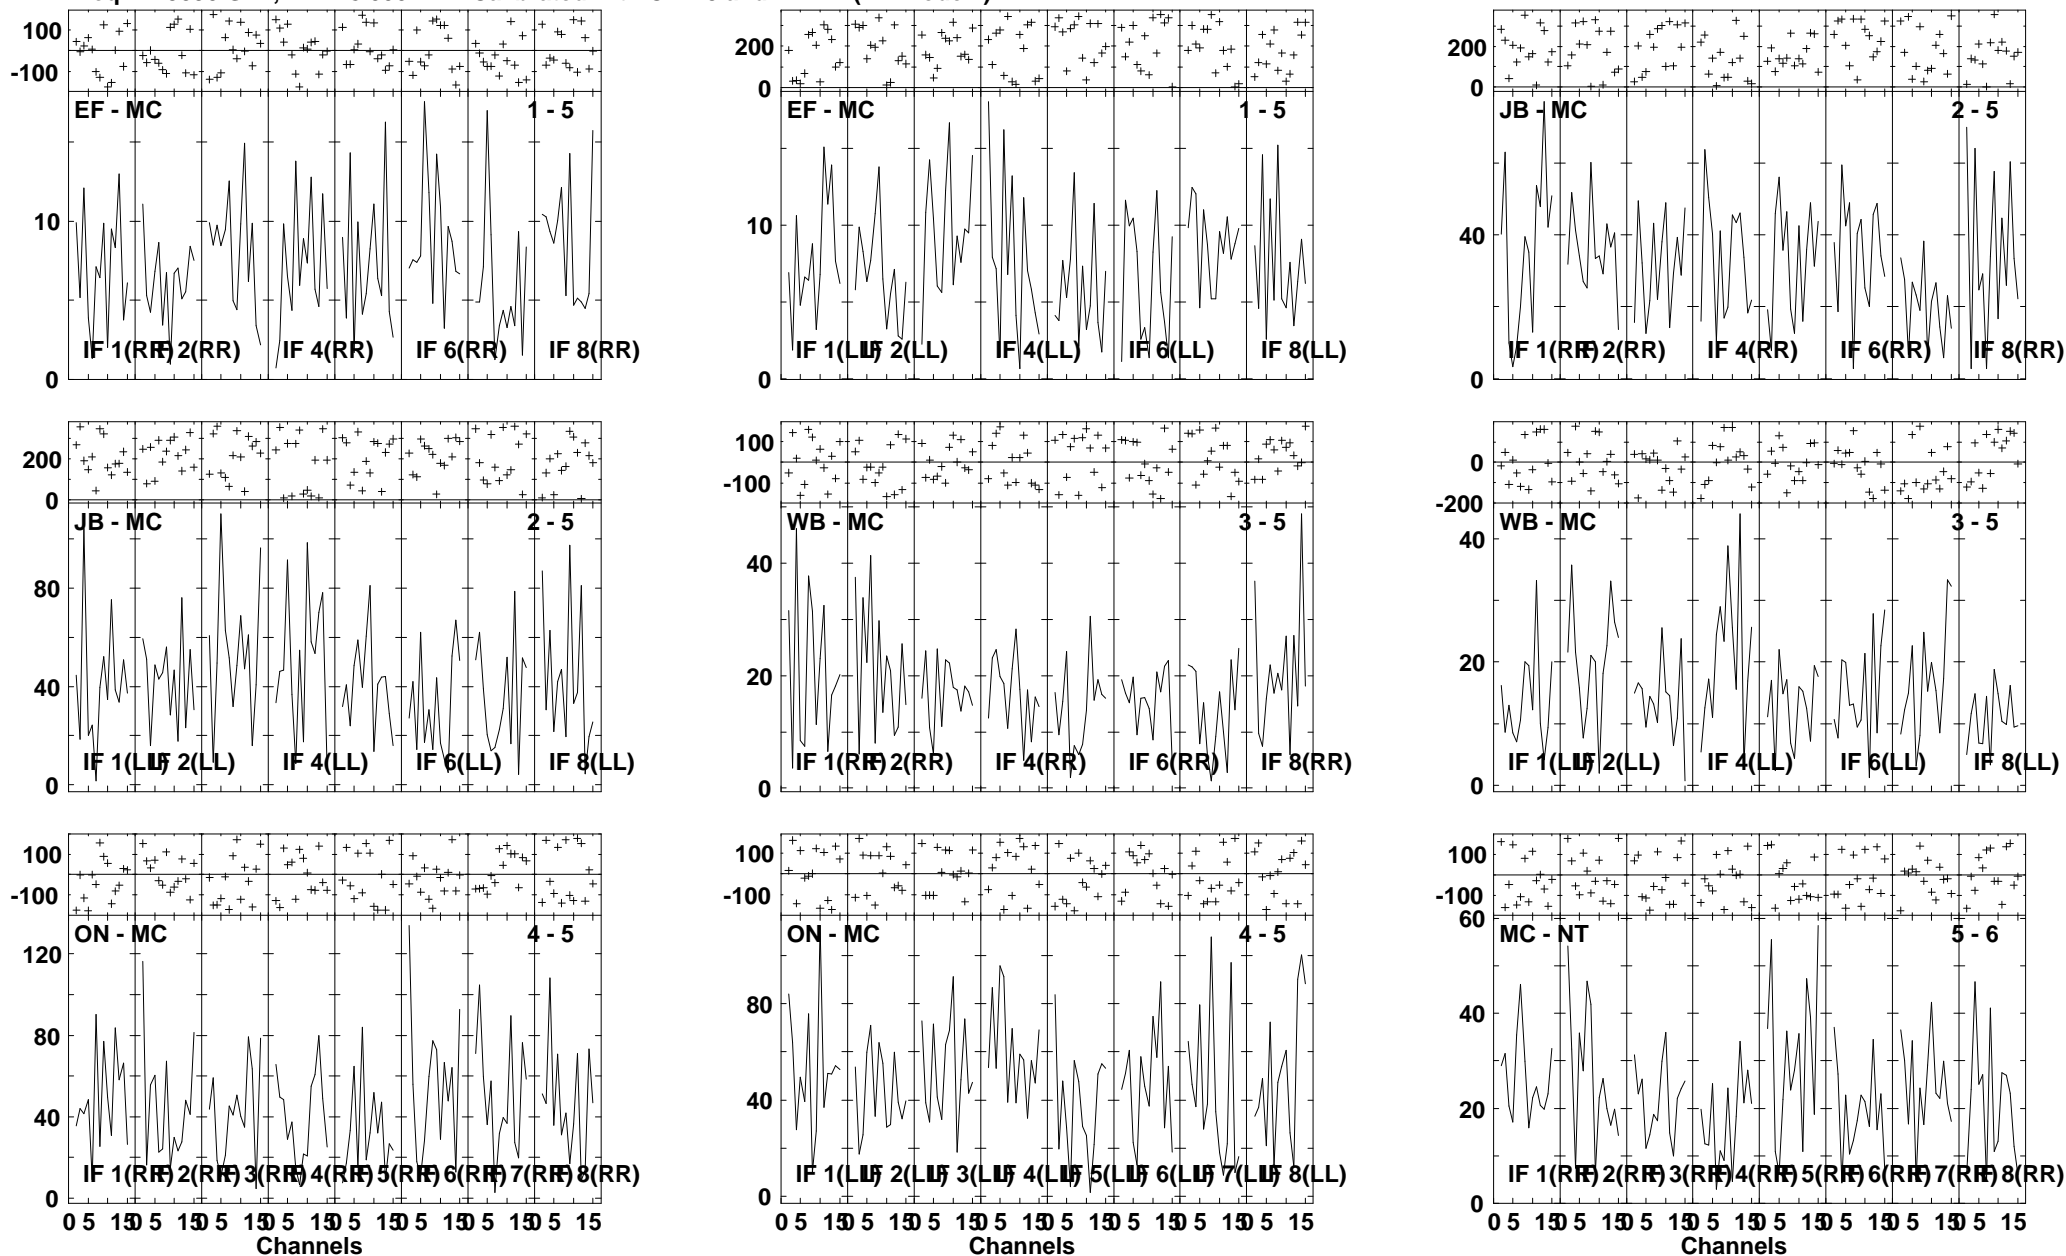 100
-100
EF - MC 1 - 5
10
0
IF 1(RR) IF 2(RR) IF 4(RR) IF 6(RR) IF 8(RR)
200
0
EF - MC 1 - 5
10
0
IF 1(LL) IF 2(LL) IF 4(LL) IF 6(LL) IF 8(LL)
200
0
JB - MC 2 - 5
40
0
IF 1(RR) IF 2(RR) IF 4(RR) IF 6(RR) IF 8(RR)
200
0
JB - MC 2 - 5
80
40
0
IF 1(LL) IF 2(LL) IF 4(LL) IF 6(LL) IF 8(LL)
100
-100
WB - MC 3 - 5
40
20
0
IF 1(RR) IF 2(RR) IF 4(RR) IF 6(RR) IF 8(RR)
0
-200
WB - MC 3 - 5
40
20
0
IF 1(LL) IF 2(LL) IF 4(LL) IF 6(LL) IF 8(LL)
100
-100
ON - MC 4 - 5
120
80
40
0
IF 1(RR) IF 2(RR) IF 3(RR) IF 4(RR) IF 5(RR) IF 6(RR) IF 7(RR) IF 8(RR)
0 5 15 0 5 15 0 5 15 0 5 15 0 5 15 0 5 15 0 5 15 0 5 15
Channels
100
-100
ON - MC 4 - 5
80
40
0
IF 1(LL) IF 2(LL) IF 3(LL) IF 4(LL) IF 5(LL) IF 6(LL) IF 7(LL) IF 8(LL)
0 5 15 0 5 15 0 5 15 0 5 15 0 5 15 0 5 15 0 5 15 0 5 15
Channels
100
-100
MC - NT 5 - 6
60
40
20
0
IF 1(RR) IF 2(RR) IF 3(RR) IF 4(RR) IF 5(RR) IF 6(RR) IF 7(RR) IF 8(RR)
0 5 15 0 5 15 0 5 15 0 5 15 0 5 15 0 5 15 0 5 15 0 5 15
Channels